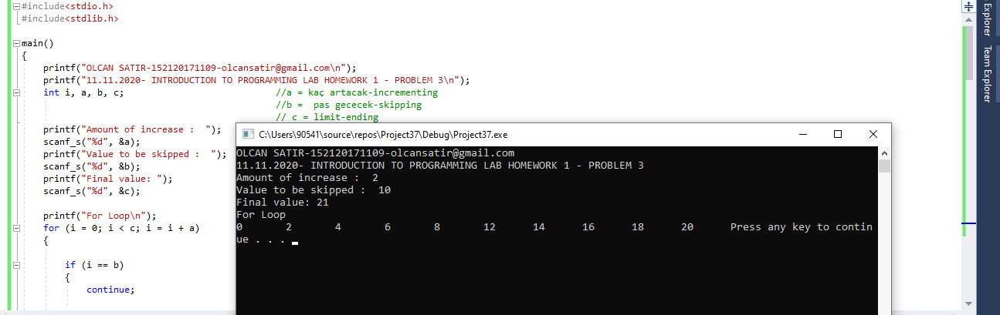 #include<stdio.h>
#include<stdlib.h>
main()
{
printf("OLCAN SATIR-152120171109-olcansatir@gmail.com\n");
printf("11.11.2020- INTRODUCTION TO PROGRAMMING LAB HOMEWORK 1 - PROBLEM 3\n");
int i, a, b, c; //a = kaç artacak-incrementing
//b =  pas gececek-skipping
// c = limit-ending
printf("Amount of increase :  ");
scanf_s("%d", &a);
printf("Value to be skipped :  ");
scanf_s("%d", &b);
printf("Final value: ");
scanf_s("%d", &c);
printf("For Loop\n");
for (i = 0; i < c; i = i + a)
{
if (i == b)
{
continue;
C:\Users\90541\source\repos\Project37\Debug\Project37.exe
OLCAN SATIR-152120171109-olcansatir@gmail.com
11.11.2020- INTRODUCTION TO PROGRAMMING LAB HOMEWORK 1 - PROBLEM 3
Amount of increase :  2
Value to be skipped :  10
Final value: 21
For Loop
0 2 4 6 8 12 14 16 18 20 Press any key to contin
ue . . .
Explorer
Team Explorer